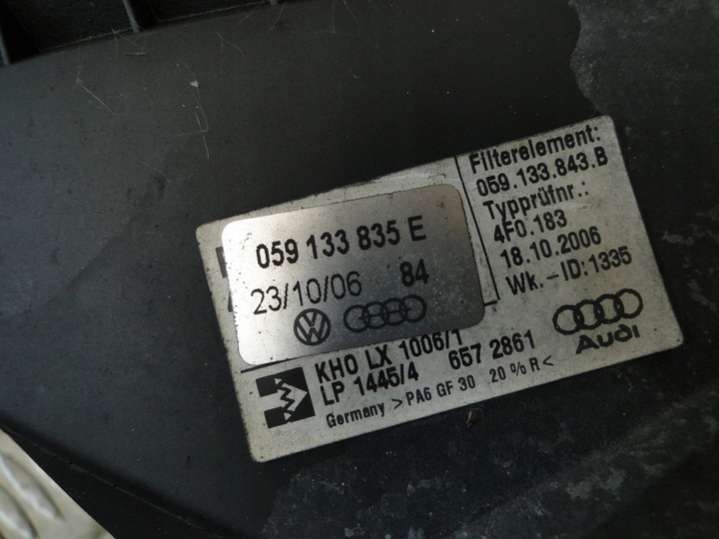 059 133 835 E
23/10/06 84
Filterelement:
059.133.843.B
Typprüfnr.:
4F0.183
18.10.2006
Wk.-ID:1335
KHO LX 1006/1
LP 1445/4 657 2861
Germany >PA6 GF 30 20 % R<
Audi